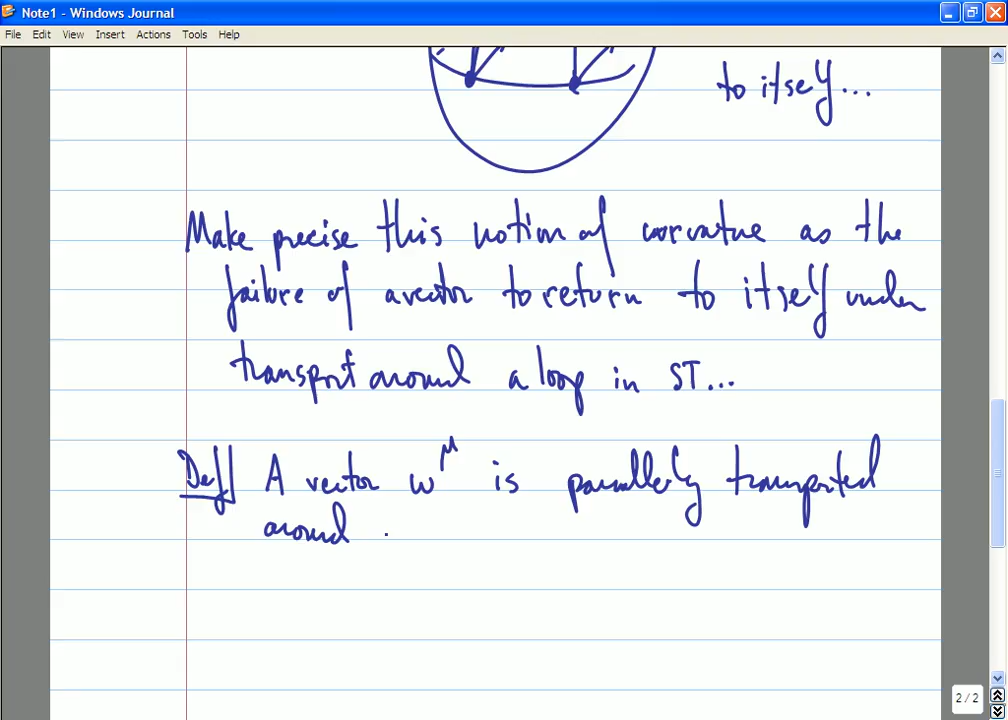 Note1 - Windows Journal
File Edit View Insert Actions Tools Help
to itself...
Make precise this notion of curvature as the
failure of a vector to return to itself under
transport around a loop in ST...
Def) A vector w^μ is parallerly transported
around
2 / 2